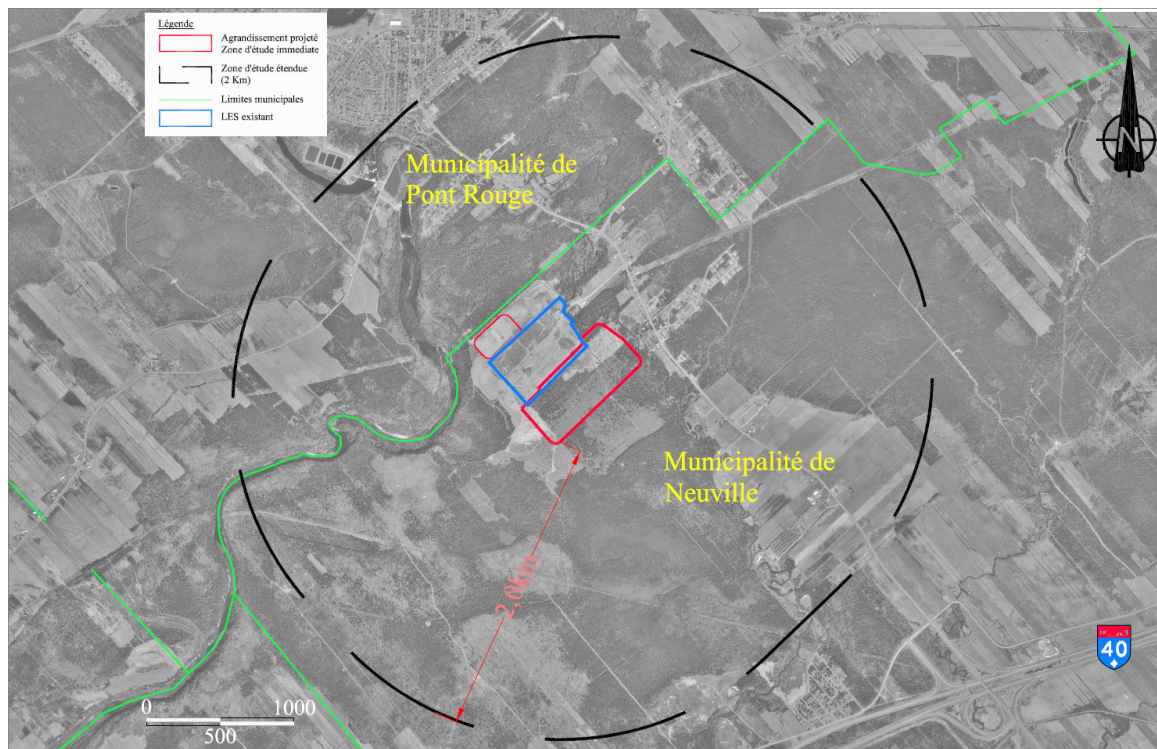 Légende
Agrandissement projeté
Zone d'étude immediate
Zone d'étude étendue
(2 Km)
Limites municipales
LES existant
N
Municipalité de
Pont Rouge
Municipalité de
Neuville
2,0km
40
0 1000
500